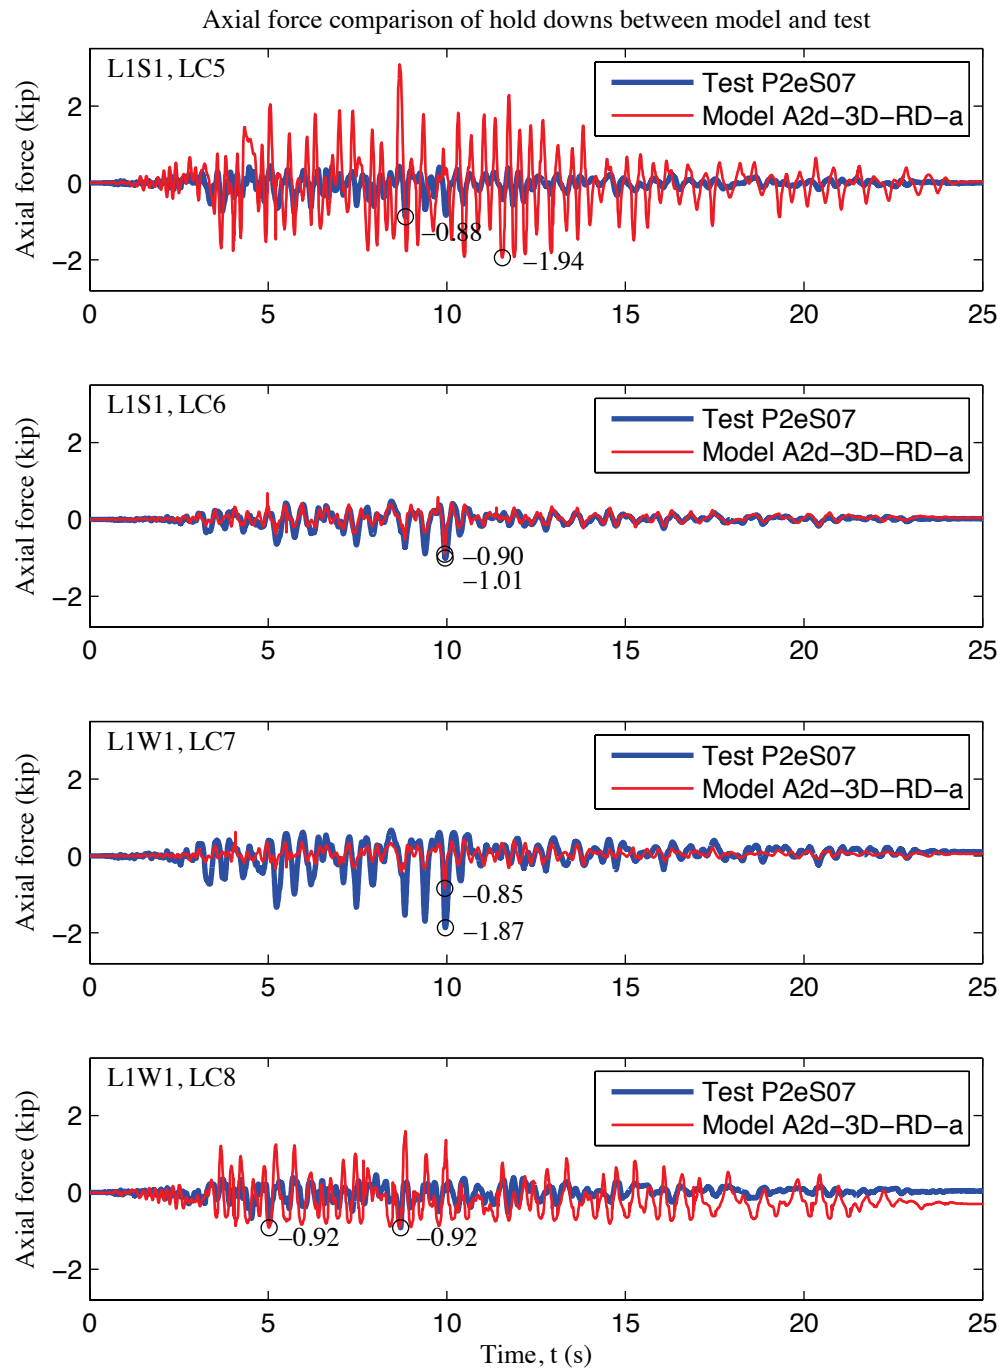 Axial force comparison of hold downs between model and test
L1S1, LC5
Test P2eS07
Model A2d−3D−RD−a
Axial force (kip)
2
0
−2
−0.88
−1.94
0 5 10 15 20 25
L1S1, LC6
Test P2eS07
Model A2d−3D−RD−a
Axial force (kip)
2
0
−2
−0.90
−1.01
0 5 10 15 20 25
L1W1, LC7
Test P2eS07
Model A2d−3D−RD−a
Axial force (kip)
2
0
−2
−0.85
−1.87
0 5 10 15 20 25
L1W1, LC8
Test P2eS07
Model A2d−3D−RD−a
Axial force (kip)
2
0
−2
−0.92 −0.92
0 5 10 15 20 25
Time, t (s)